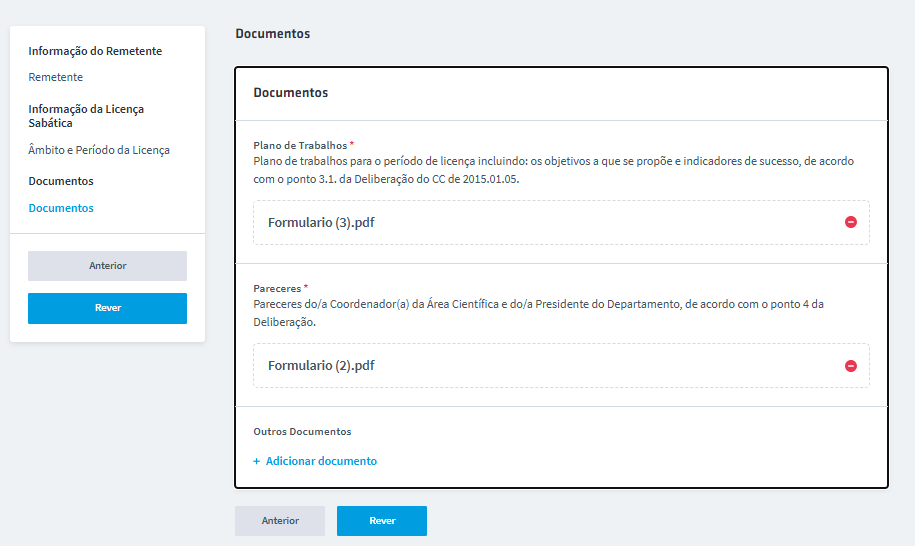 Informação do Remetente
Remetente
Informação da Licença
Sabática
Âmbito e Período da Licença
Documentos
Documentos
Anterior
Rever
Documentos
Documentos
Plano de Trabalhos *
Plano de trabalhos para o período de licença incluindo: os objetivos a que se propõe e indicadores de sucesso, de acordo
com o ponto 3.1. da Deliberação do CC de 2015.01.05.
Formulario (3).pdf
Pareceres *
Pareceres do/a Coordenador(a) da Área Científica e do/a Presidente do Departamento, de acordo com o ponto 4 da
Deliberação.
Formulario (2).pdf
Outros Documentos
+ Adicionar documento
Anterior
Rever